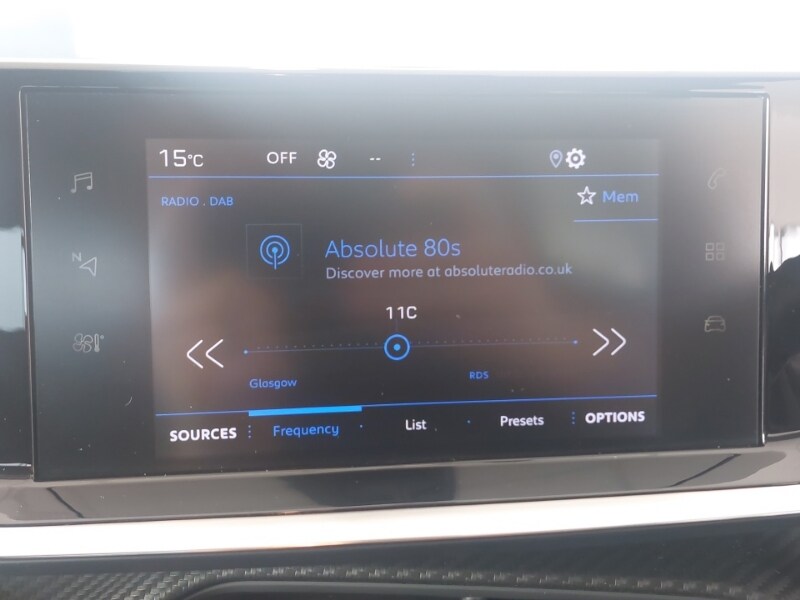 15°C OFF --
RADIO . DAB
Mem
Absolute 80s
Discover more at absoluteradio.co.uk
11C
Glasgow
RDS
SOURCES Frequency List Presets OPTIONS
N